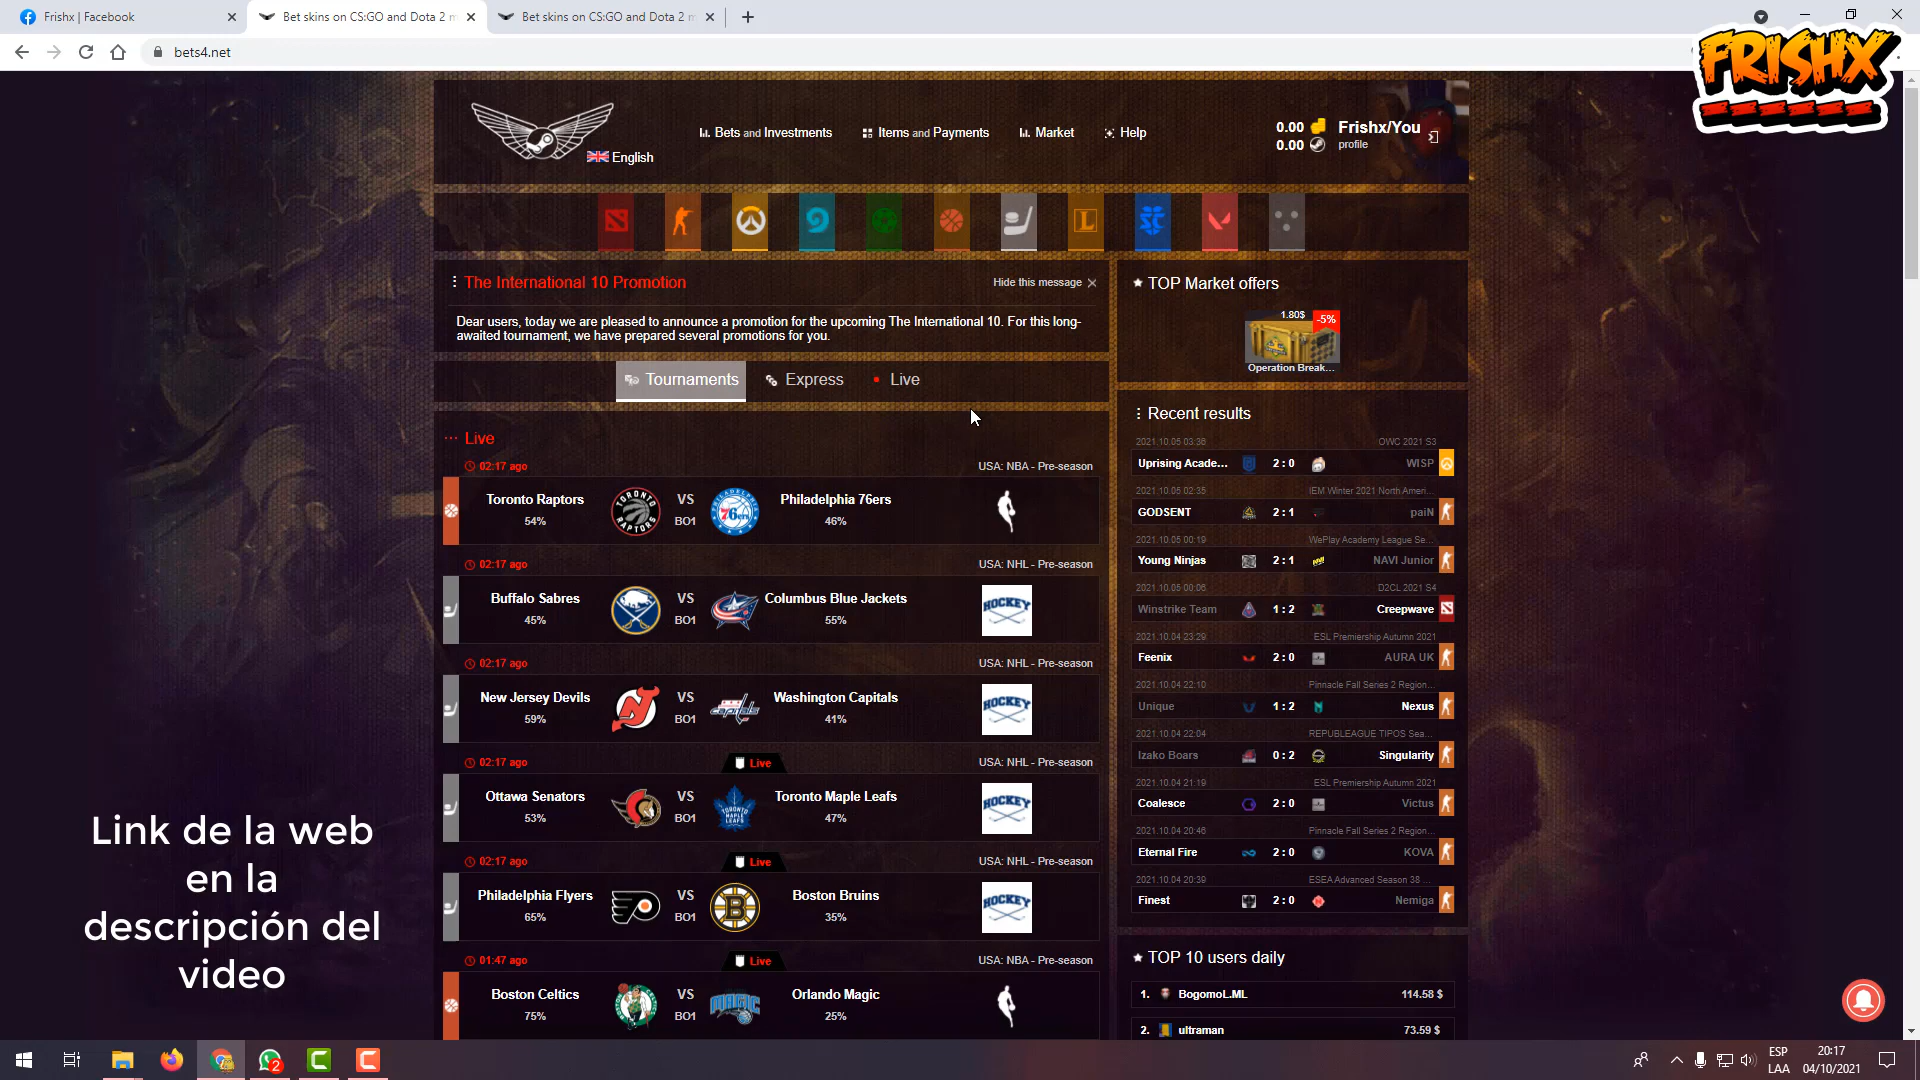 Frishx | Facebook
Bet skins on CS:GO and Dota 2 m
Bet skins on CS:GO and Dota 2 m
bets4.net
FRISHX
English
Bets and Investments
Items and Payments
Market
Help
0.00
0.00
Frishx/You
profile
The International 10 Promotion
Hide this message
Dear users, today we are pleased to announce a promotion for the upcoming The International 10. For this long-
awaited tournament, we have prepared several promotions for you.
Tournaments
Express
Live
Live
02:17 ago
USA: NBA - Pre-season
Toronto Raptors VS Philadelphia 76ers
54% BO1 46%
02:17 ago
USA: NHL - Pre-season
Buffalo Sabres VS Columbus Blue Jackets
45% BO1 55%
HOCKEY
02:17 ago
USA: NHL - Pre-season
New Jersey Devils VS Washington Capitals
59% BO1 41%
HOCKEY
02:17 ago
Live
USA: NHL - Pre-season
Ottawa Senators VS Toronto Maple Leafs
53% BO1 47%
HOCKEY
02:17 ago
Live
USA: NHL - Pre-season
Philadelphia Flyers VS Boston Bruins
65% BO1 35%
HOCKEY
01:47 ago
Live
USA: NBA - Pre-season
Boston Celtics VS Orlando Magic
75% BO1 25%
TOP Market offers
1.80$
-5%
Operation Break...
Recent results
2021.10.05 03:36 OWC 2021 S3
Uprising Acade... 2 : 0 WISP
2021.10.05 02:35 IEM Winter 2021 North Ameri...
GODSENT 2 : 1 paiN
2021.10.05 00:19 WePlay Academy League Se...
Young Ninjas 2 : 1 NAVI Junior
2021.10.05 00:06 D2CL 2021 S4
Winstrike Team 1 : 2 Creepwave
2021.10.04 23:29 ESL Premiership Autumn 2021
Feenix 2 : 0 AURA UK
2021.10.04 22:10 Pinnacle Fall Series 2 Region...
Unique 1 : 2 Nexus
2021.10.04 22:04 REPUBLEAGUE TIPOS Sea...
Izako Boars 0 : 2 Singularity
2021.10.04 21:19 ESL Premiership Autumn 2021
Coalesce 2 : 0 Victus
2021.10.04 20:46 Pinnacle Fall Series 2 Region...
Eternal Fire 2 : 0 KOVA
2021.10.04 20:39 ESEA Advanced Season 38 ...
Finest 2 : 0 Nemiga
TOP 10 users daily
1. BogomoL.ML 114.58 $
2. ultraman 73.59 $
Link de la web
en la
descripción del
video
2
ESP
LAA
20:17
04/10/2021